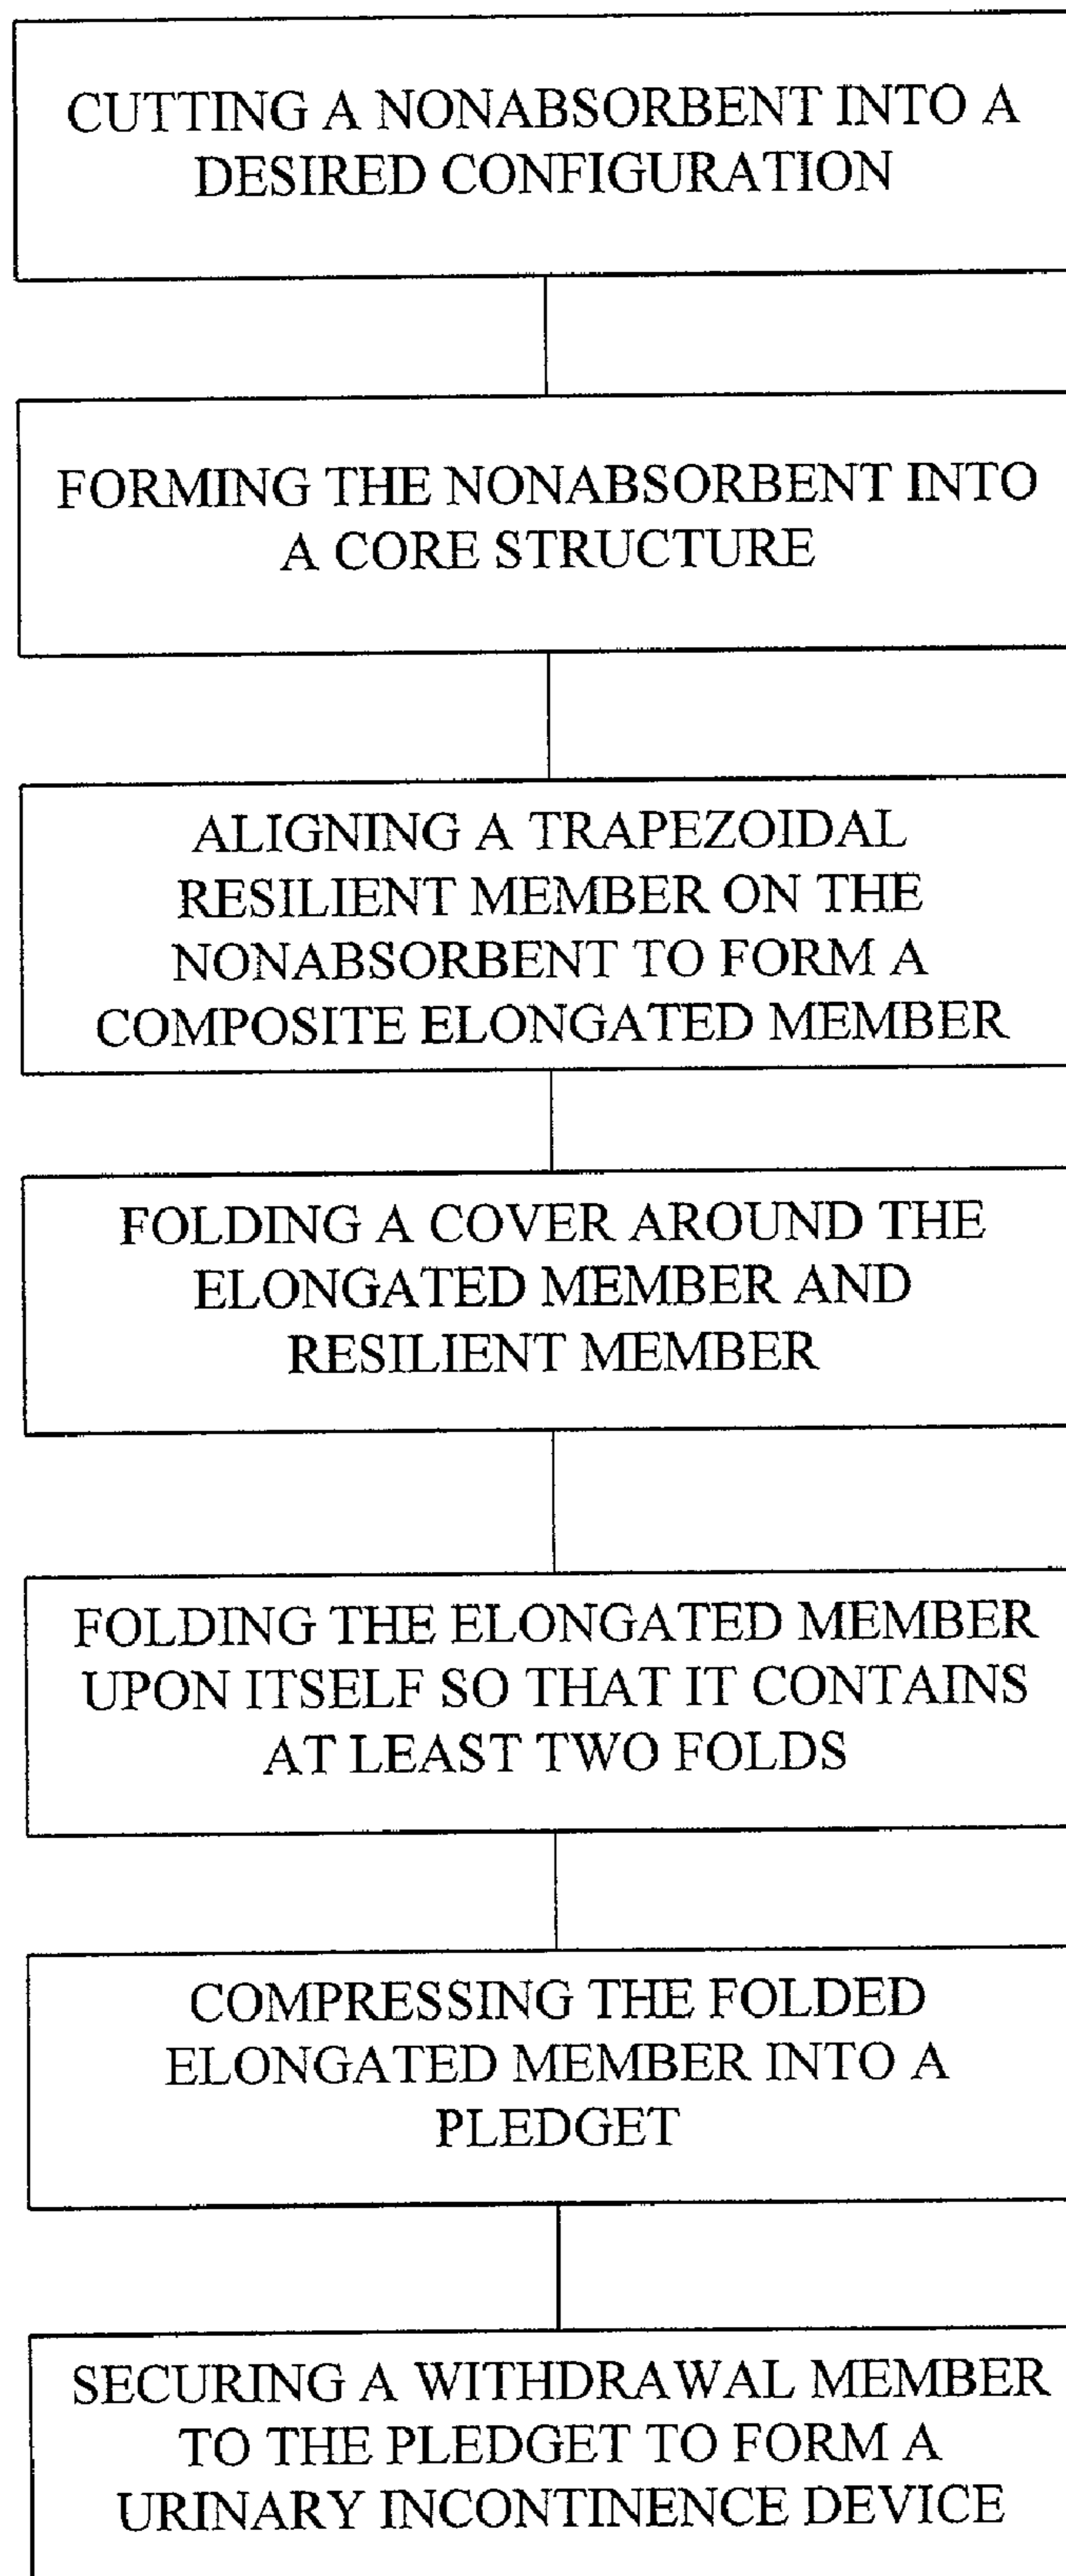 CUTTING A NONABSORBENT INTO A
DESIRED CONFIGURATION
FORMING THE NONABSORBENT INTO
A CORE STRUCTURE
ALIGNING A TRAPEZOIDAL
RESILIENT MEMBER ON THE
NONABSORBENT TO FORM A
COMPOSITE ELONGATED MEMBER
FOLDING A COVER AROUND THE
ELONGATED MEMBER AND
RESILIENT MEMBER
FOLDING THE ELONGATED MEMBER
UPON ITSELF SO THAT IT CONTAINS
AT LEAST TWO FOLDS
COMPRESSING THE FOLDED
ELONGATED MEMBER INTO A
PLEDGET
SECURING A WITHDRAWAL MEMBER
TO THE PLEDGET TO FORM A
URINARY INCONTINENCE DEVICE